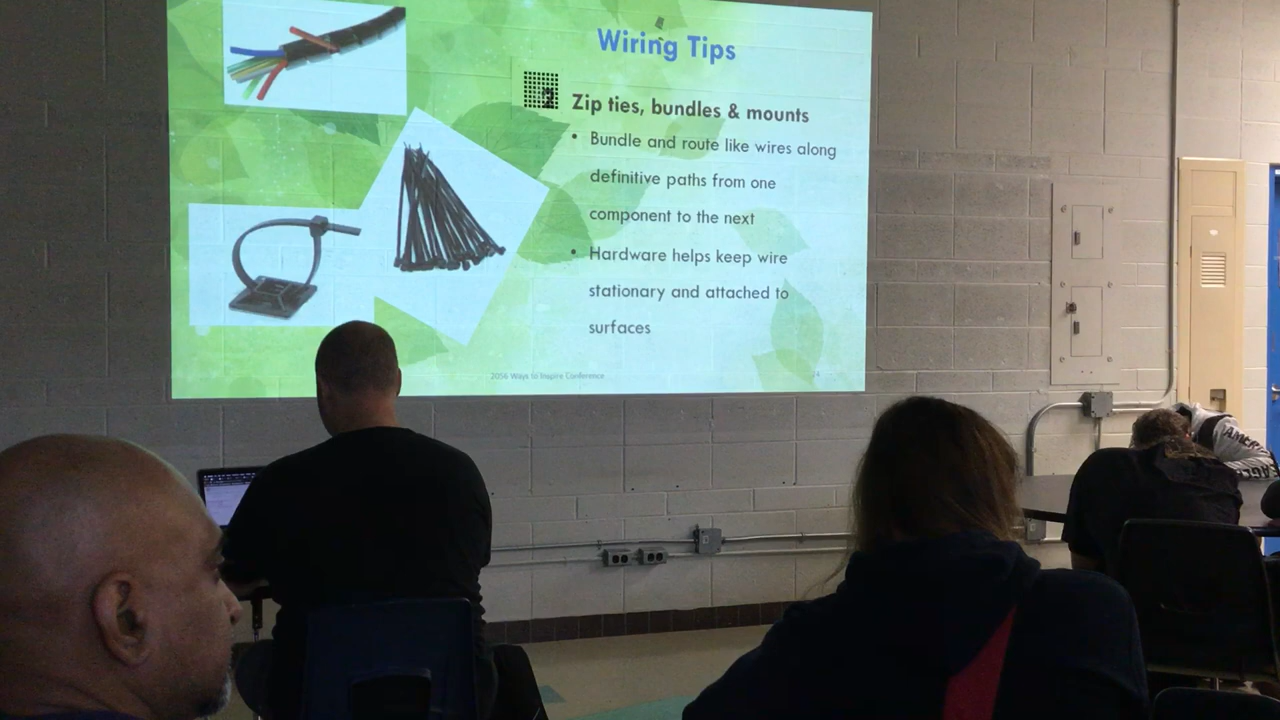 Wiring Tips
Zip ties, bundles & mounts
• Bundle and route like wires along
definitive paths from one
component to the next
• Hardware helps keep wire
stationary and attached to
surfaces
2056 Ways to Inspire Conference